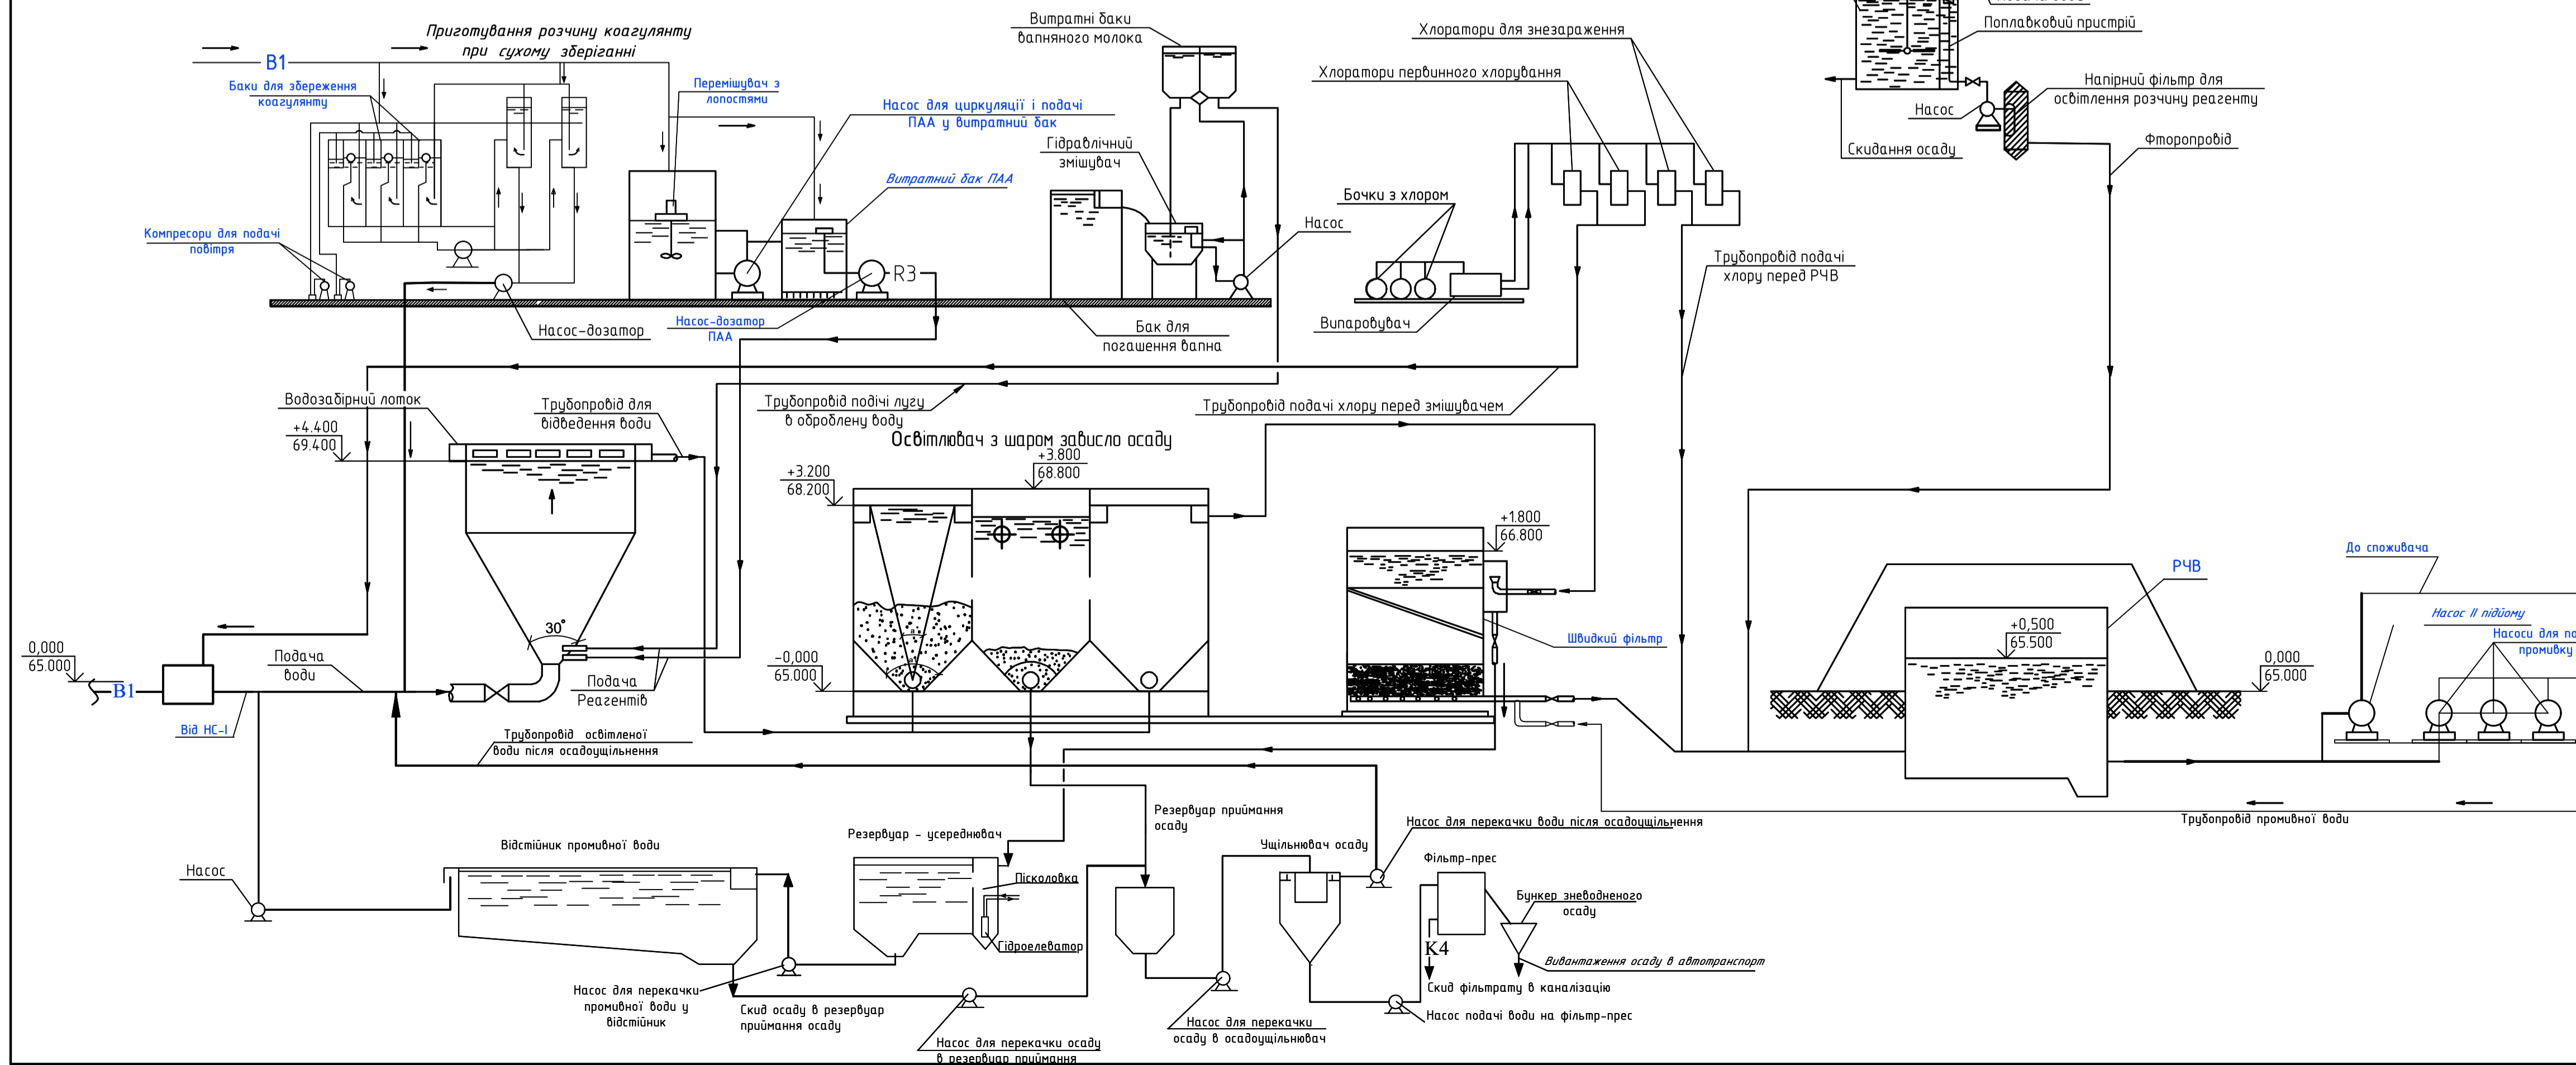 Приготування розчину коагулянту
при сухому зберіганні
В1
Баки для збереження
коагулянту
Компресори для подачі
повітря
Насос-дозатор
Перемішувач з
лопостями
Насос для циркуляції і подачі
ПАА у витратний бак
Витратний бак ПАА
R3
Насос-дозатор
ПАА
Витратні баки
вапняного молока
Гідравлічний
змішувач
Насос
Бак для
погашення вапна
Хлоратори для знезараження
Хлоратори первинного хлорування
Бочки з хлором
Випаровувач
Трубопровід подачі
хлору перед РЧВ
Поплавковий пристрій
Напірний фільтр для
освітлення розчину реагенту
Насос
Скидання осаду
Фторопровід
Водозабірний лоток
+4.400
69.400
Трубопровід для
відведення води
Трубопровід подічі лугу
в оброблену воду
Трубопровід подачі хлору перед змішувачем
Освітлювач з шаром зависло осаду
+3.800
68.800
+3.200
68.200
-0,000
65.000
+1.800
66.800
Швидкий фільтр
30°
0,000
65.000
В1
Подача
води
Від НС-I
Подача
Реагентів
Трубопровід освітленої
води після осадоущільнення
РЧВ
+0,500
65.500
0,000
65.000
До споживача
Насос II підйому
Насоси для
промивку
Трубопровід промивної води
Насос
Відстійник промивної води
Резервуар - усереднювач
Пісколовка
Гідроелеватор
Резервуар приймання
осаду
Ущільнювач осаду
Насос для перекачки води після осадоущільнення
Фільтр-прес
Бункер зневодненого
осаду
К4
Вивантаження осаду в автотранспорт
Скид фільтрату в каналізацію
Насос подачі води на фільтр-прес
Насос для перекачки
промивної води у
відстійник
Скид осаду в резервуар
приймання осаду
Насос для перекачки осаду
в резервуар приймання
Насос для перекачки
осаду в осадоущільнювач